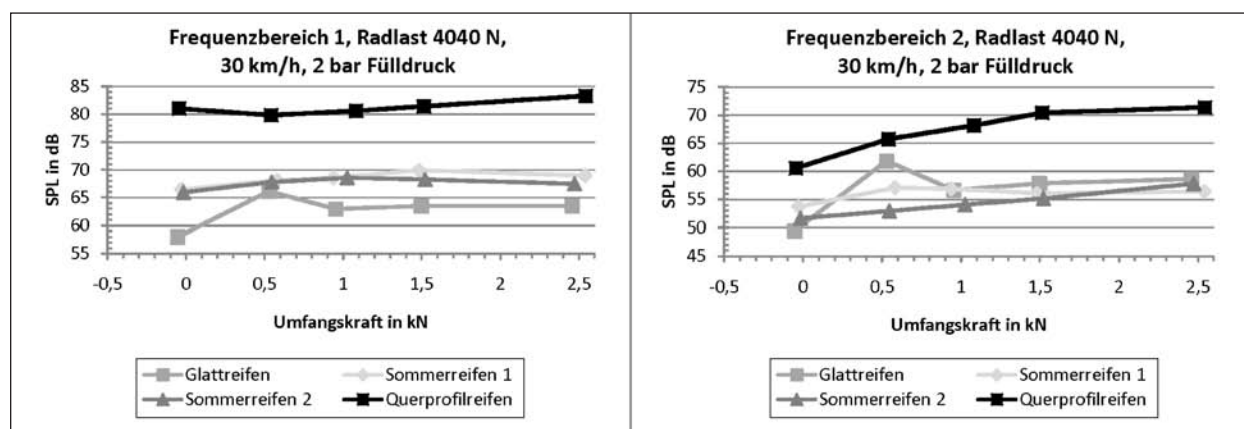 Frequenzbereich 1, Radlast 4040 N,
30 km/h, 2 bar Fülldruck
SPL in dB
85
80
75
70
65
60
55
-0,5
0
0,5
1
1,5
2
2,5
Umfangskraft in kN
Glattreifen
Sommerreifen 1
Sommerreifen 2
Querprofilreifen
Frequenzbereich 2, Radlast 4040 N,
30 km/h, 2 bar Fülldruck
SPL in dB
75
70
65
60
55
50
45
-0,5
0
0,5
1
1,5
2
2,5
Umfangskraft in kN
Glattreifen
Sommerreifen 1
Sommerreifen 2
Querprofilreifen